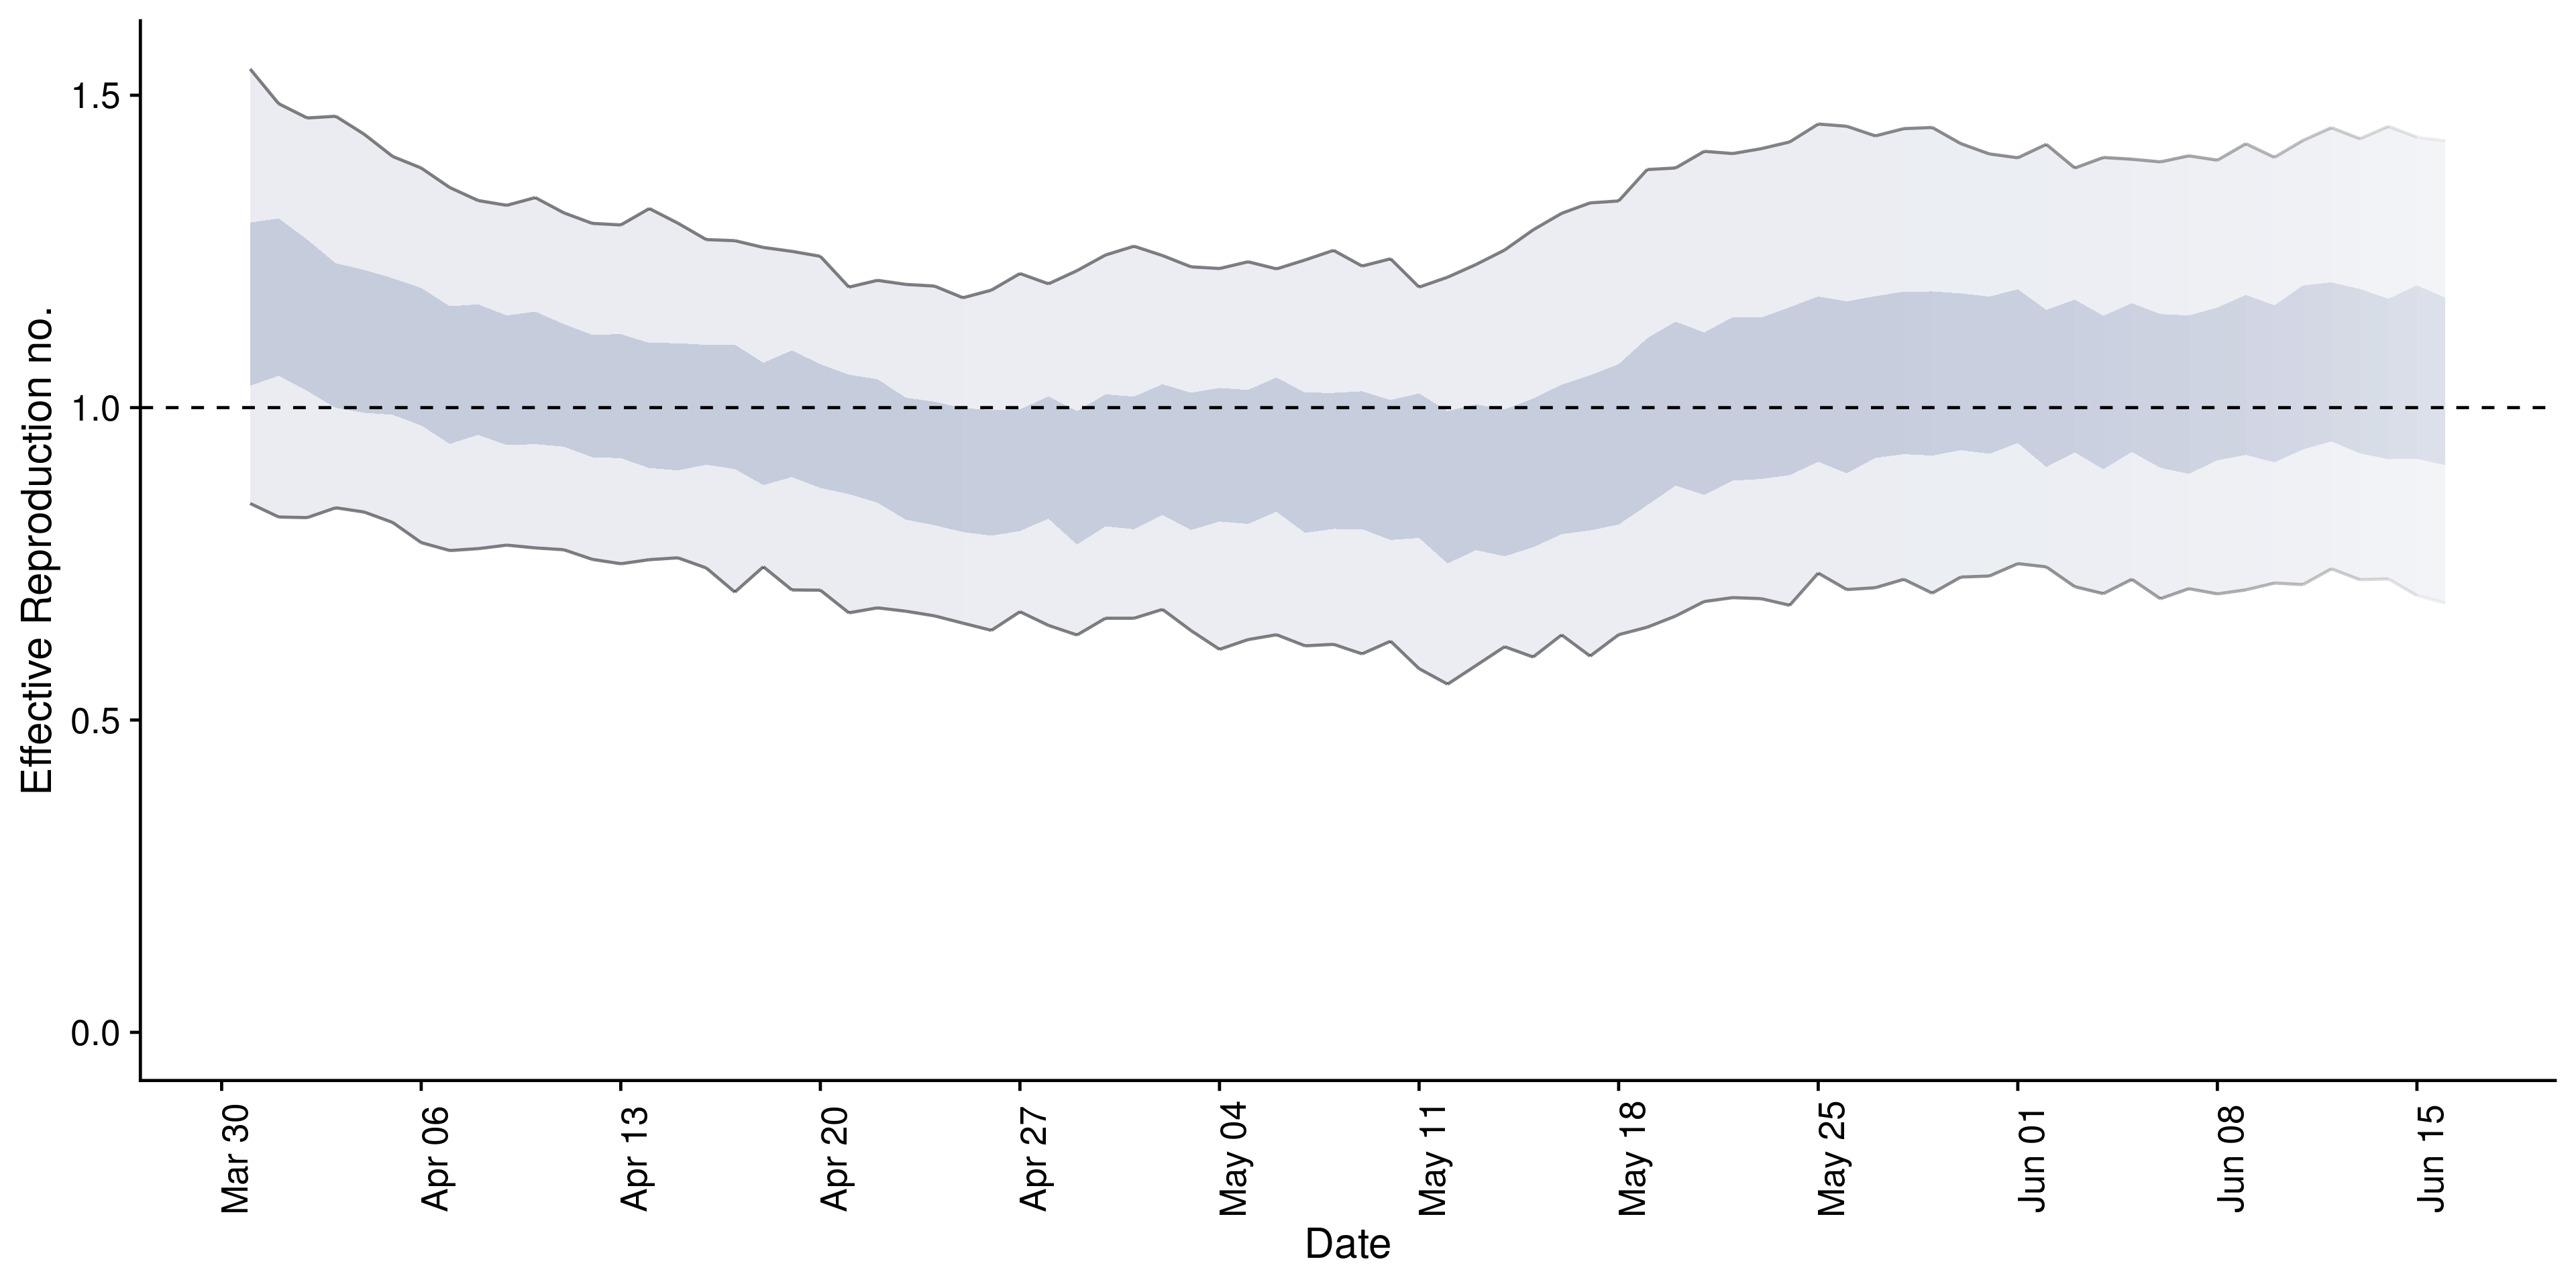 Effective Reproduction no.
1.5
1.0
0.5
0.0
Mar 30
Apr 06
Apr 13
Apr 20
Apr 27
May 04
May 11
May 18
May 25
Jun 01
Jun 08
Jun 15
Date